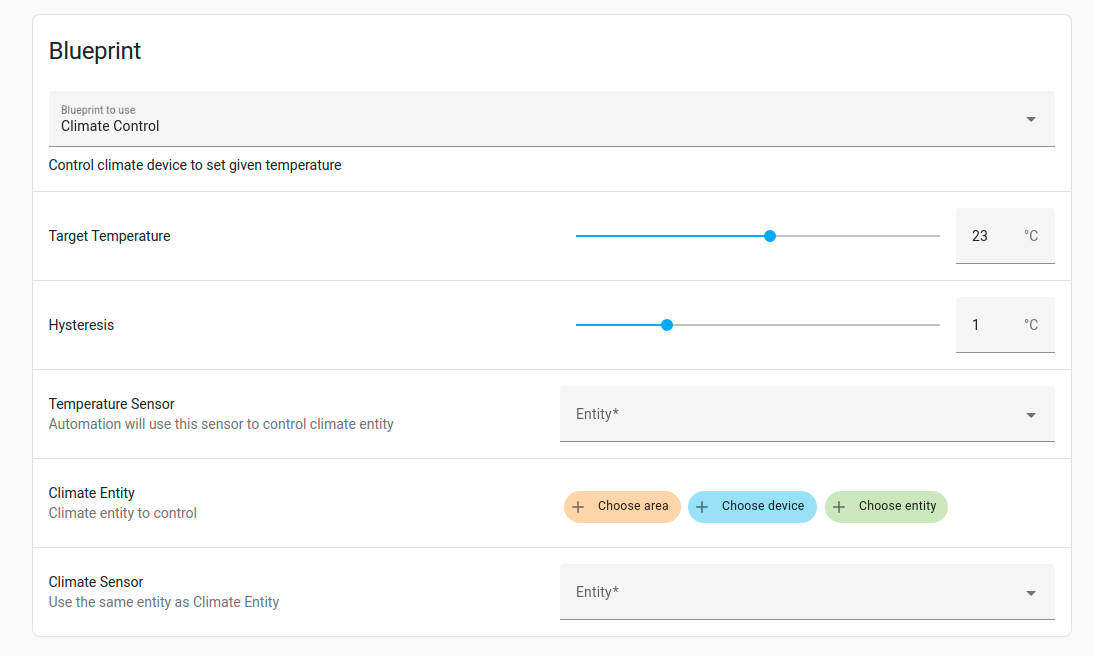 Blueprint
Blueprint to use
Climate Control
Control climate device to set given temperature
Target Temperature
23 °C
Hysteresis
1 °C
Temperature Sensor
Automation will use this sensor to control climate entity
Entity*
Climate Entity
Climate entity to control
Choose area Choose device Choose entity
Climate Sensor
Use the same entity as Climate Entity
Entity*